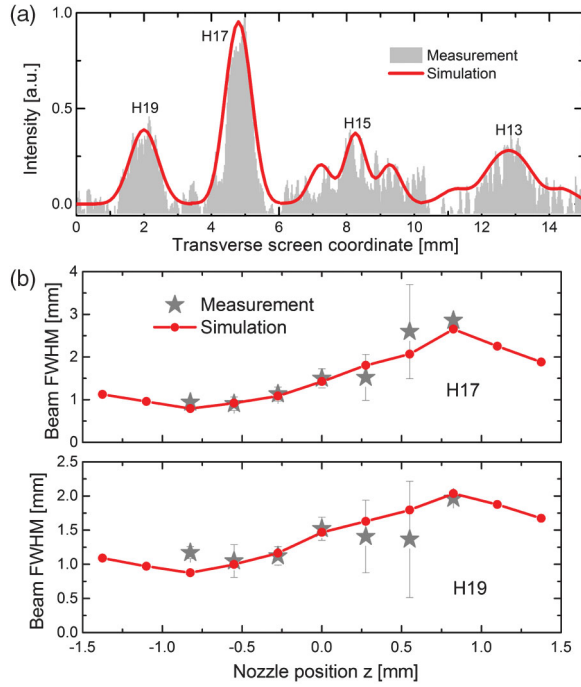 (a)
1.0
0.5
0.0
Intensity [a.u.]
H19
H17
H15
H13
Measurement
Simulation
0 2 4 6 8 10 12 14
Transverse screen coordinate [mm]
(b)
4
3
2
1
0
Beam FWHM [mm]
Measurement
Simulation
H17
2.5
2.0
1.5
1.0
0.5
0.0
Beam FWHM [mm]
H19
-1.5 -1.0 -0.5 0.0 0.5 1.0 1.5
Nozzle position z [mm]